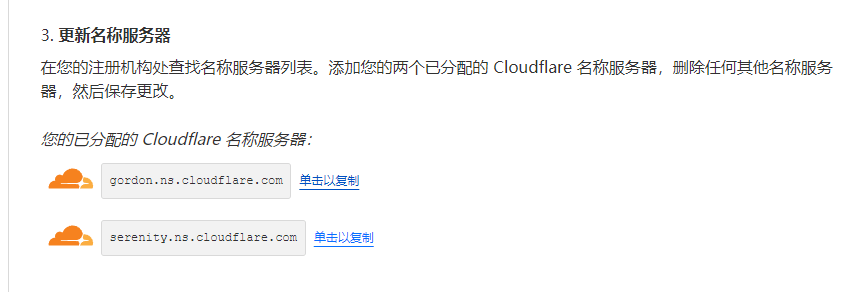 3. 更新名称服务器
在您的注册机构处查找名称服务器列表。添加您的两个已分配的 Cloudflare 名称服务器，删除任何其他名称服务
器，然后保存更改。
您的已分配的 Cloudflare 名称服务器：
gordon.ns.cloudflare.com 单击以复制
serenity.ns.cloudflare.com 单击以复制